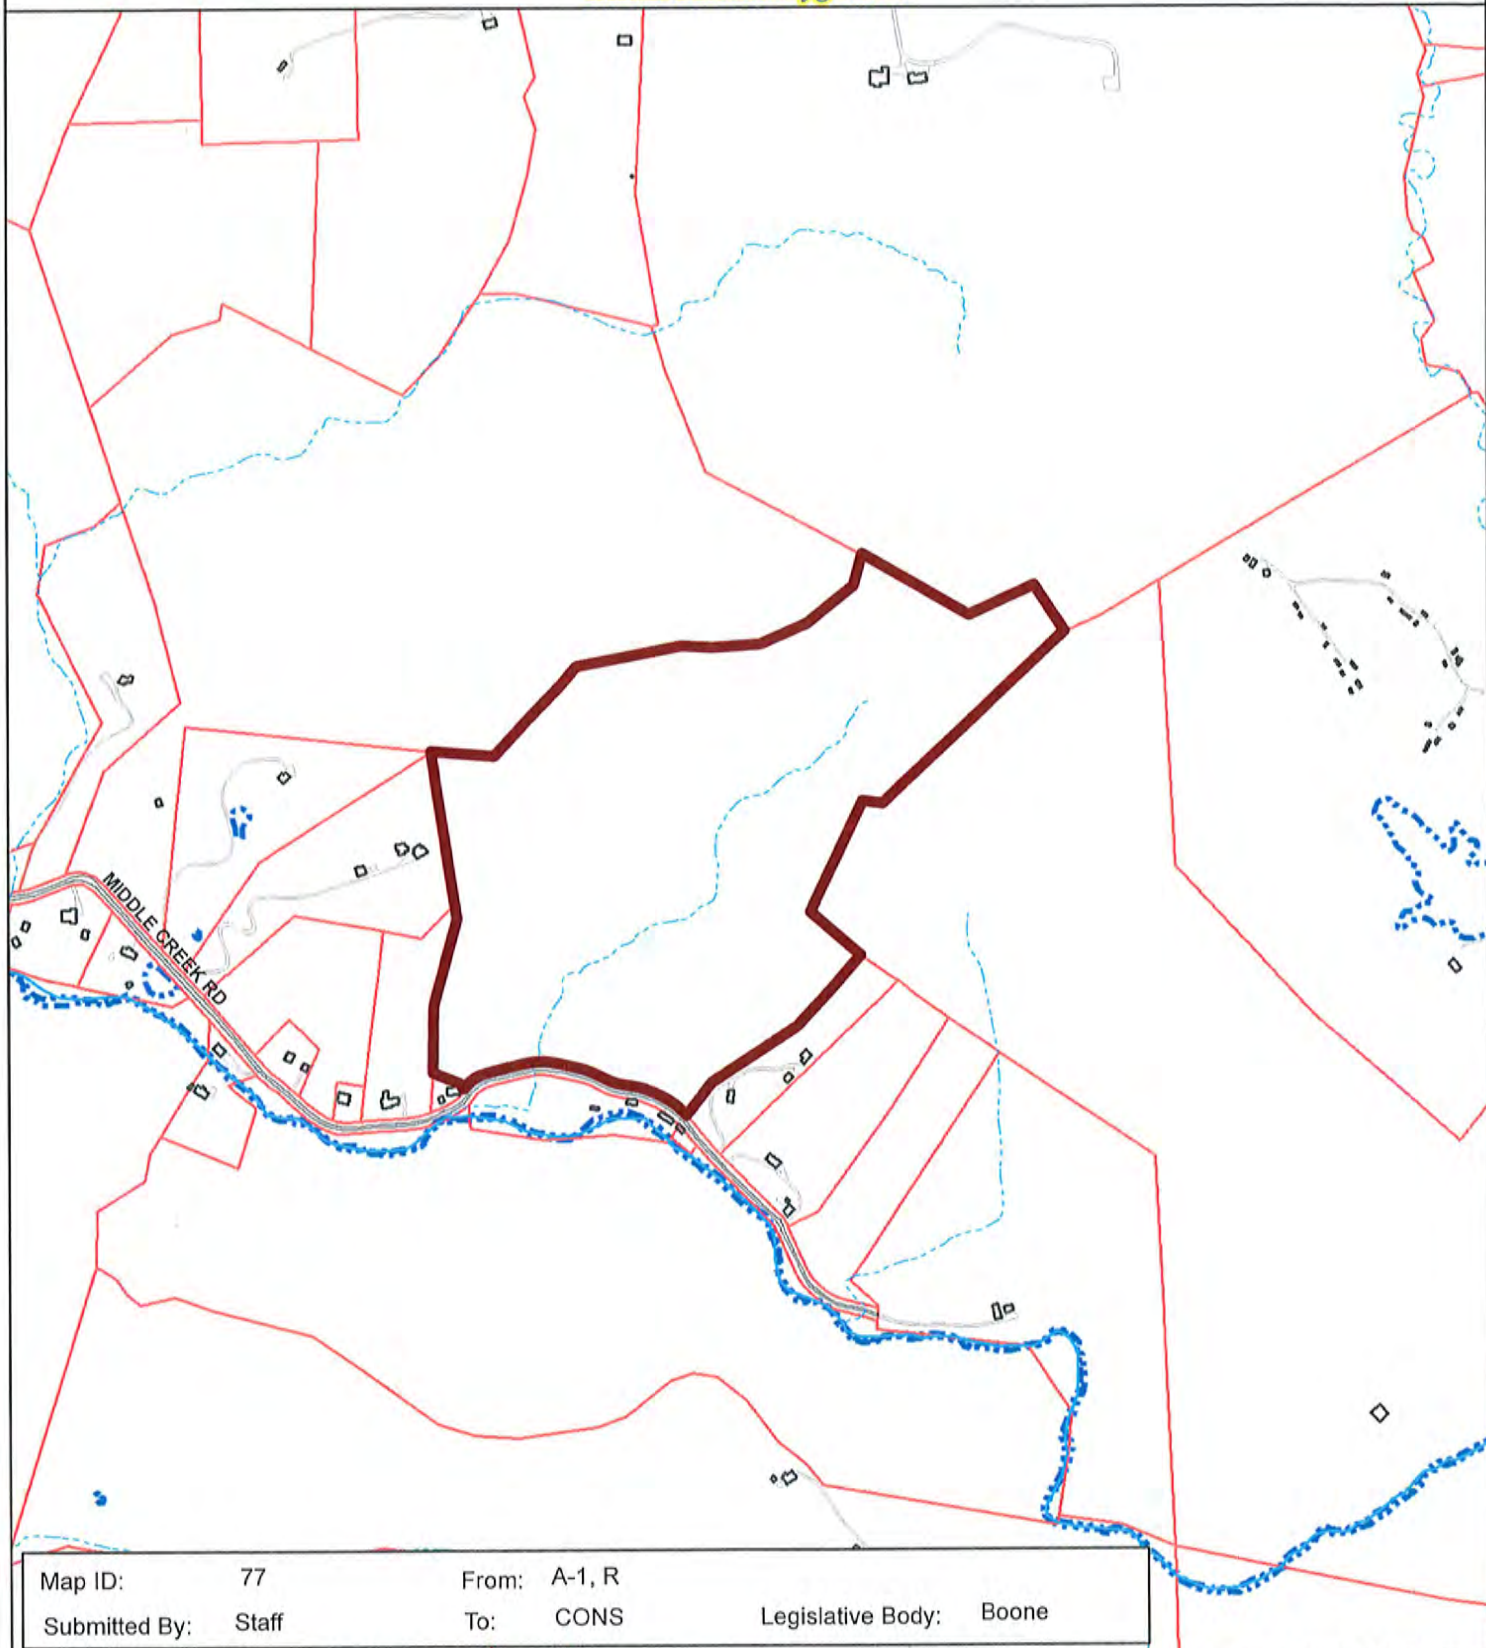 MIDDLE CREEK RD
Map ID: 77 From: A-1, R
Submitted By: Staff To: CONS Legislative Body: Boone